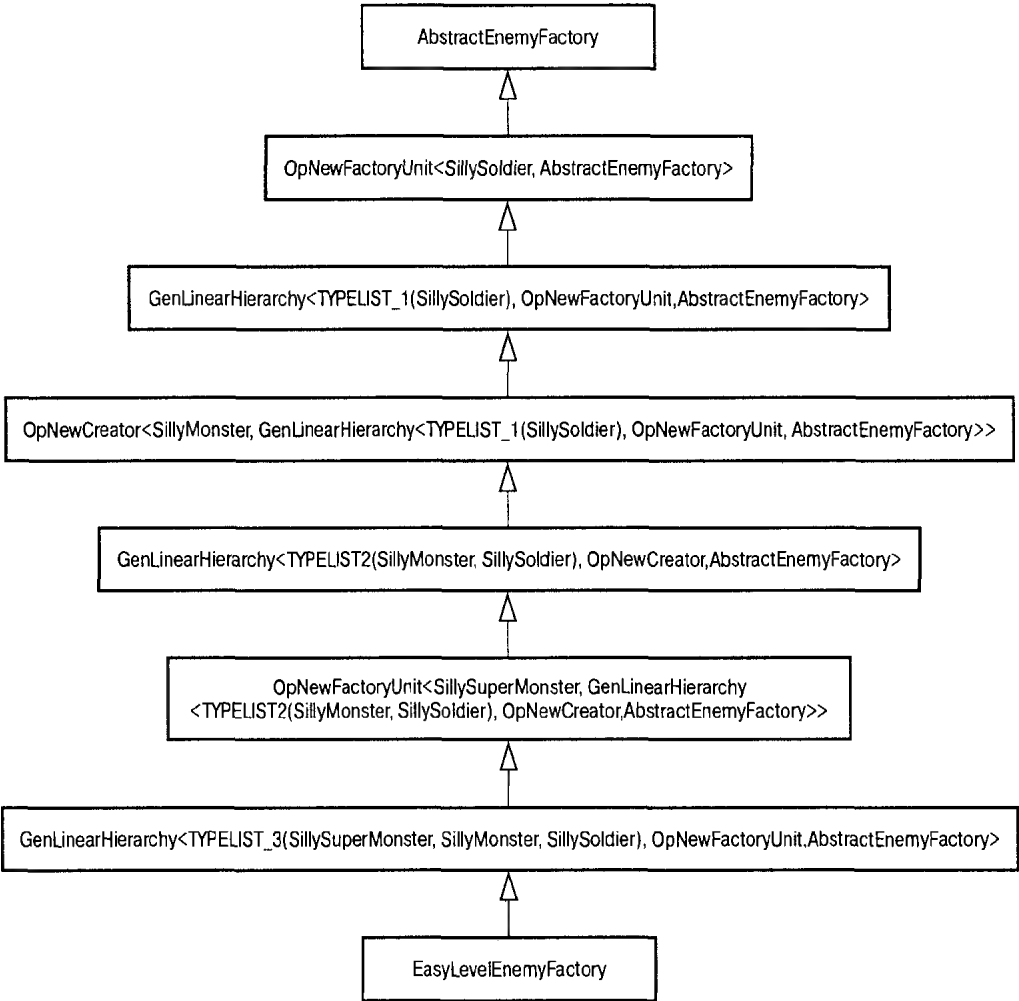 AbstractEnemyFactory
OpNewFactoryUnit<SillySoldier, AbstractEnemyFactory>
GenLinearHierarchy<TYPELIST_1(SillySoldier), OpNewFactoryUnit,AbstractEnemyFactory>
OpNewCreator<SillyMonster, GenLinearHierarchy<TYPELIST_1(SillySoldier), OpNewFactoryUnit, AbstractEnemyFactory>>
GenLinearHierarchy<TYPELIST2(SillyMonster, SillySoldier), OpNewCreator,AbstractEnemyFactory>
OpNewFactoryUnit<SillySuperMonster, GenLinearHierarchy
<TYPELIST2(SillyMonster, SillySoldier), OpNewCreator,AbstractEnemyFactory>>
GenLinearHierarchy<TYPELIST_3(SillySuperMonster, SillyMonster, SillySoldier), OpNewFactoryUnit,AbstractEnemyFactory>
EasyLevelEnemyFactory